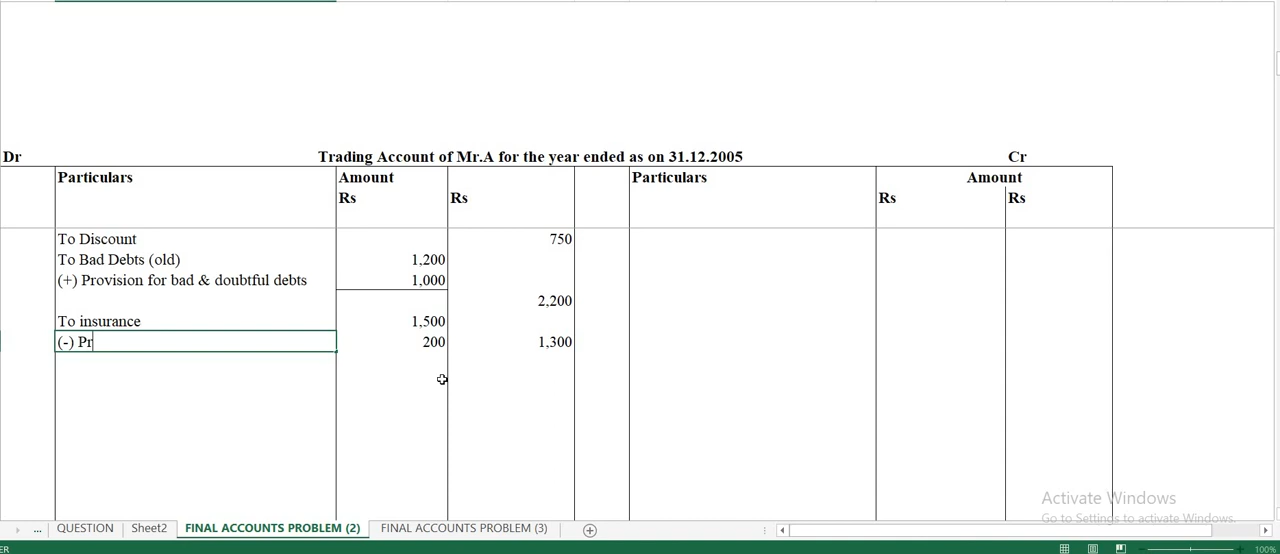 Dr Trading Account of Mr.A for the year ended as on 31.12.2005 Cr
Particulars Amount Particulars Amount
Rs Rs Rs Rs
To Discount 750
To Bad Debts (old) 1,200
(+) Provision for bad & doubtful debts 1,000
2,200
To insurance 1,500
(-) Pr 200 1,300
Activate Windows
Go to Settings to activate Windows.
... QUESTION Sheet2 FINAL ACCOUNTS PROBLEM (2) FINAL ACCOUNTS PROBLEM (3)
ER 100%